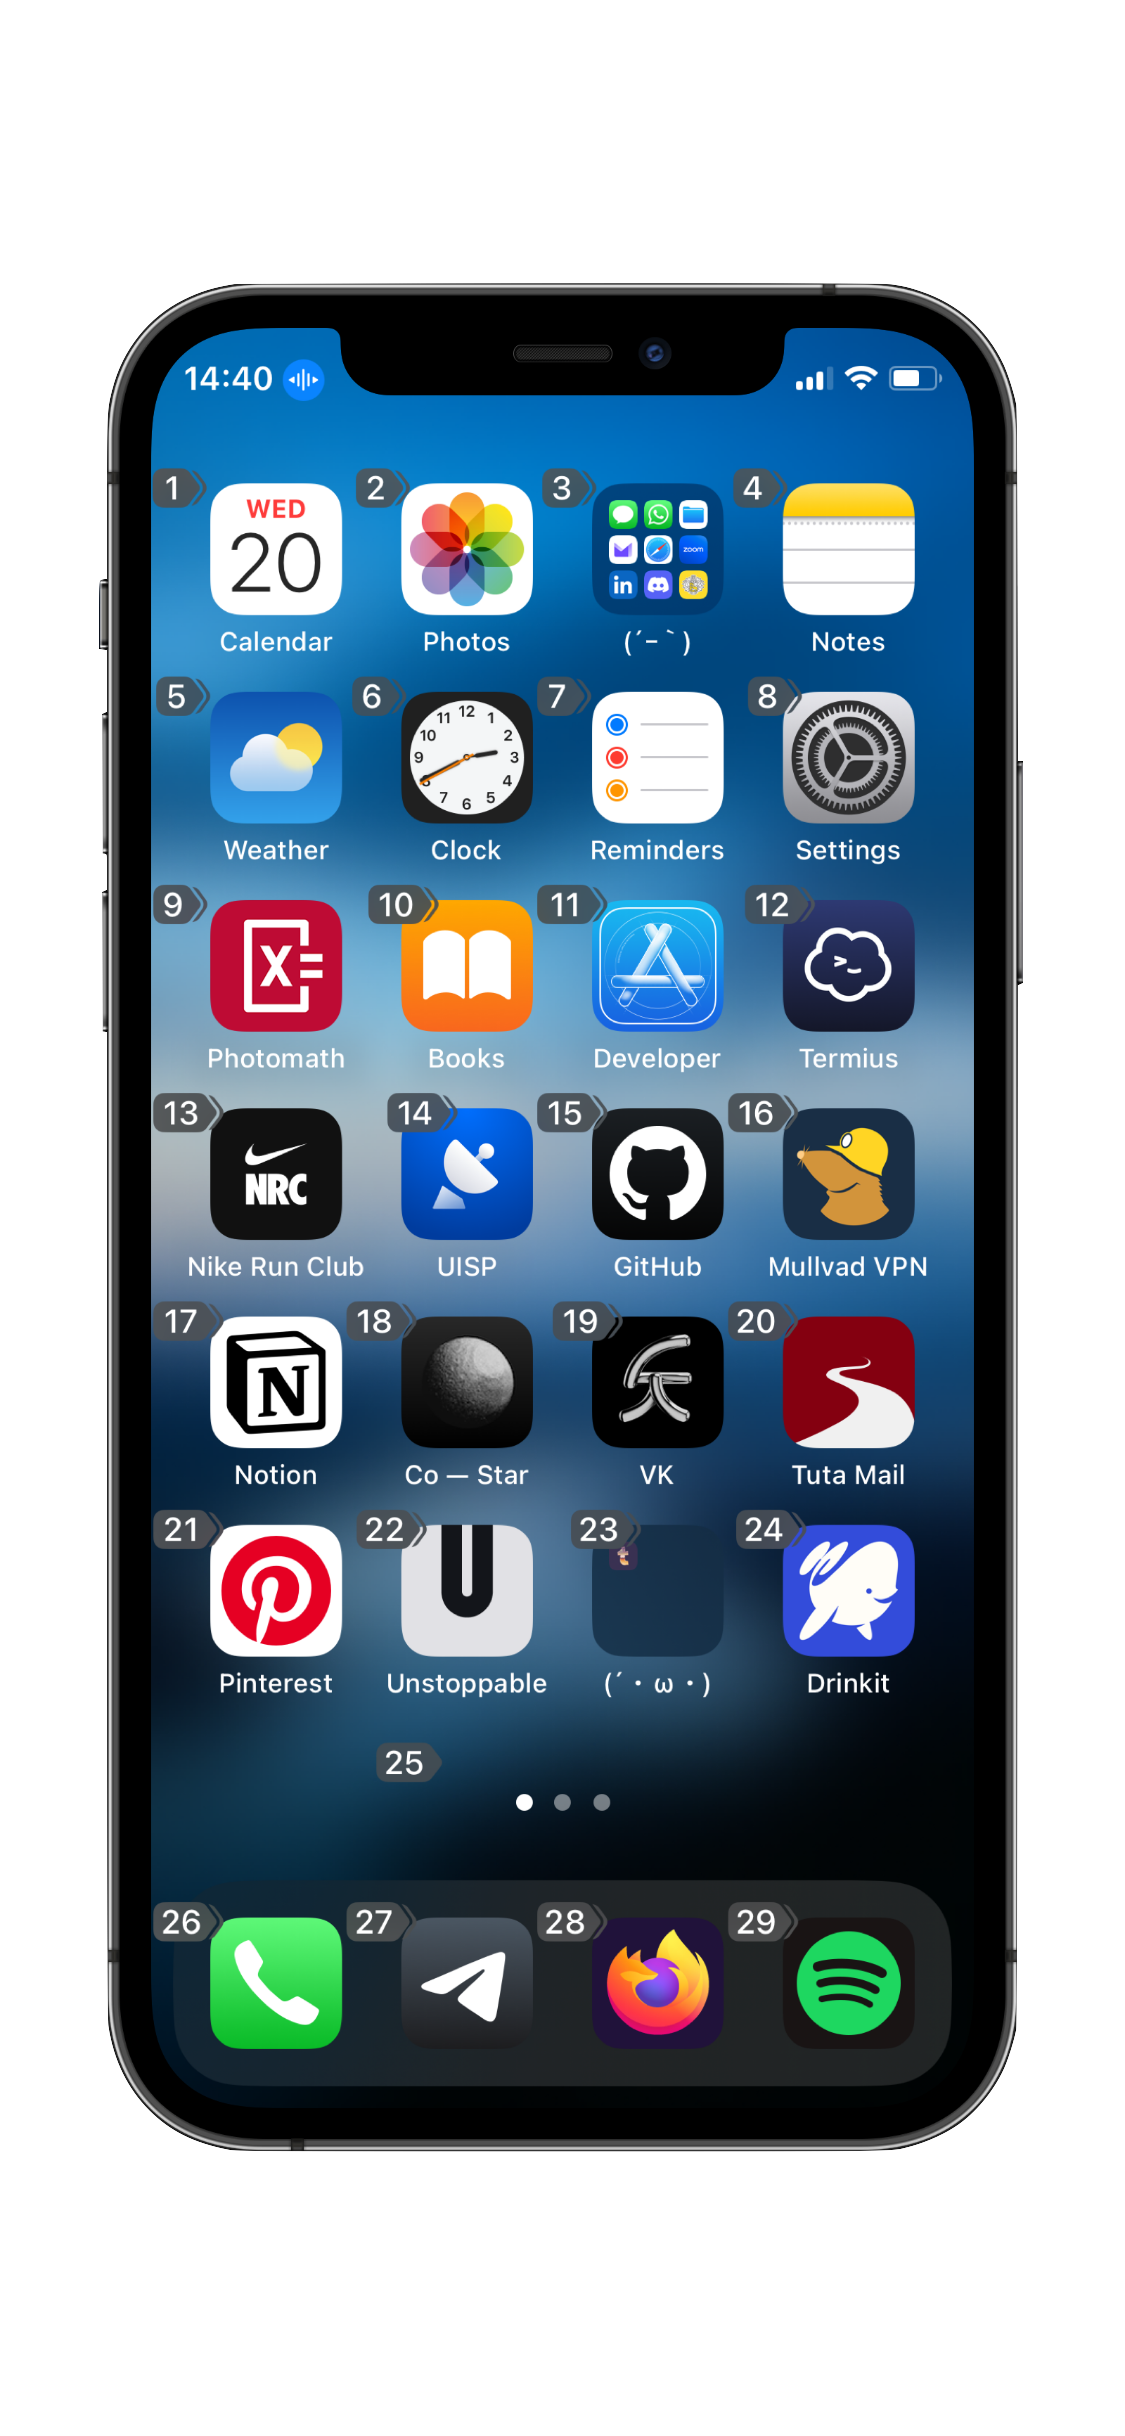 14:40
1 2 3 4
WED
20
zoom
in
Calendar Photos (´-｀) Notes
5 6 7 8
12
11 1
10 2
9 3
8 4
7 5
6
Weather Clock Reminders Settings
9 10 11 12
X= >_
Photomath Books Developer Termius
13 14 15 16
NRC
Nike Run Club UISP GitHub Mullvad VPN
17 18 19 20
N
Notion Co — Star VK Tuta Mail
21 22 23 24
U t
Pinterest Unstoppable (´・ω・) Drinkit
25
26 27 28 29